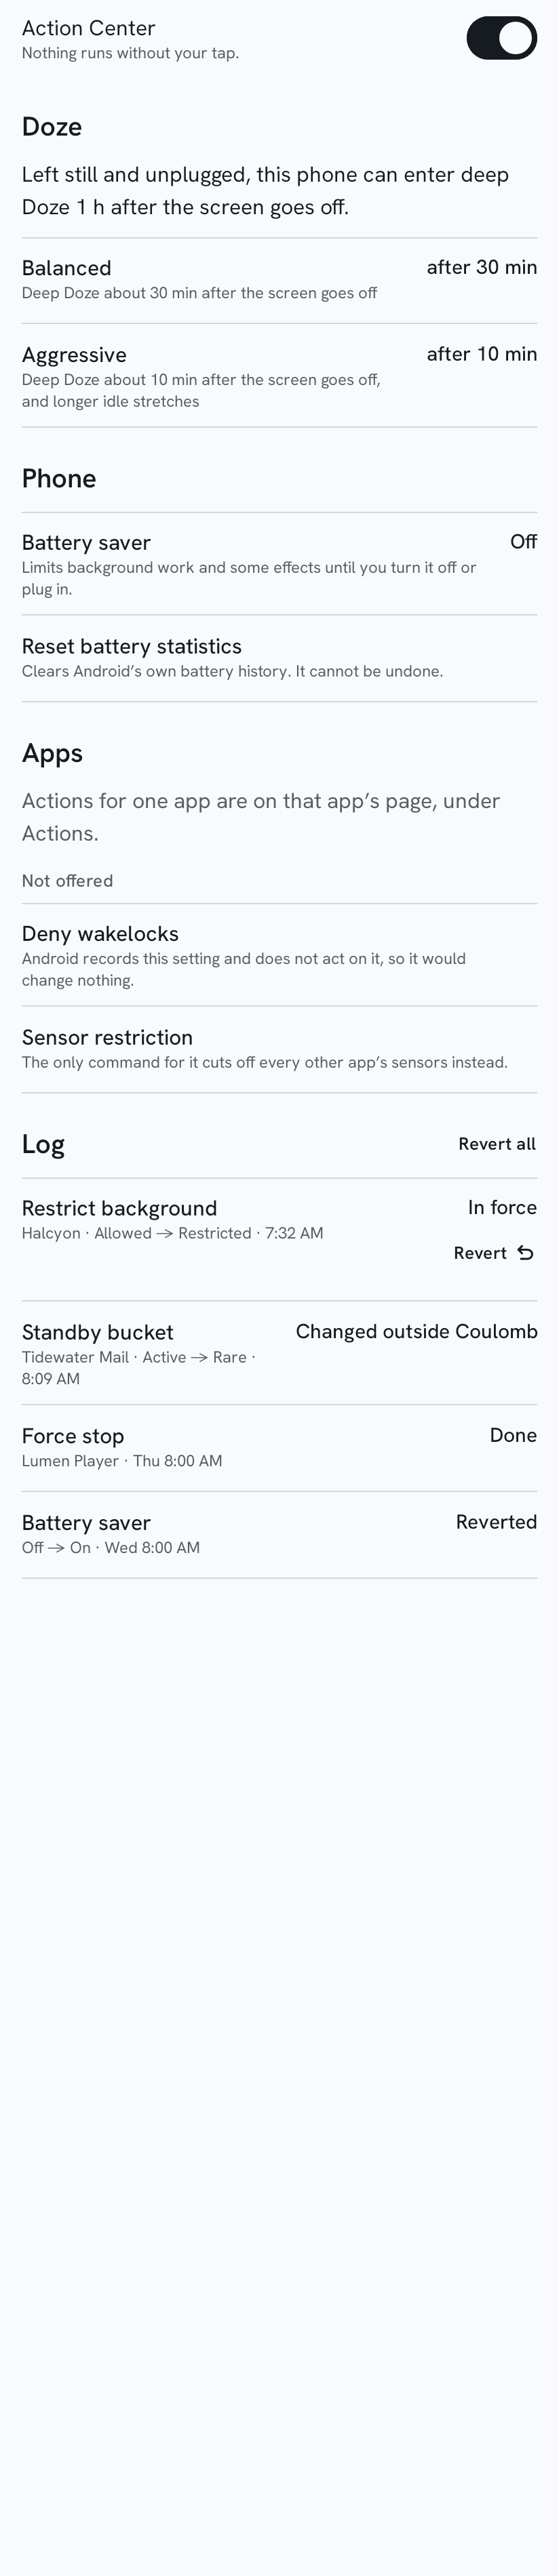 Action Center
Nothing runs without your tap.
Doze
Left still and unplugged, this phone can enter deep
Doze 1 h after the screen goes off.
Balanced
after 30 min
Deep Doze about 30 min after the screen goes off
Aggressive
after 10 min
Deep Doze about 10 min after the screen goes off,
and longer idle stretches
Phone
Battery saver
Off
Limits background work and some effects until you turn it off or
plug in.
Reset battery statistics
Clears Android’s own battery history. It cannot be undone.
Apps
Actions for one app are on that app’s page, under
Actions.
Not offered
Deny wakelocks
Android records this setting and does not act on it, so it would
change nothing.
Sensor restriction
The only command for it cuts off every other app’s sensors instead.
Log
Revert all
Restrict background
In force
Halcyon · Allowed → Restricted · 7:32 AM
Revert
Standby bucket
Changed outside Coulomb
Tidewater Mail · Active → Rare ·
8:09 AM
Force stop
Done
Lumen Player · Thu 8:00 AM
Battery saver
Reverted
Off → On · Wed 8:00 AM